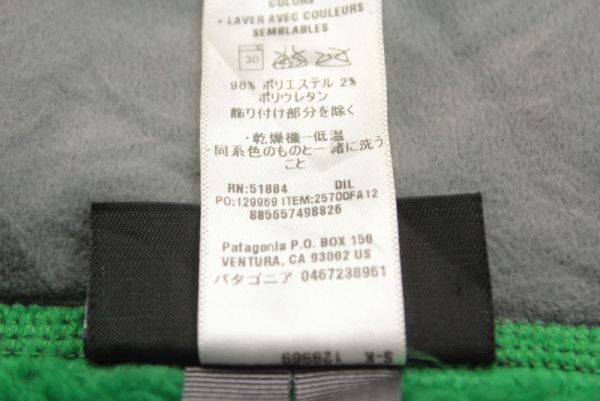 COLORS
• LAVER AVEC COULEURS
SEMBLABLES
30
98% ポリエステル 2%
ポリウレタン
飾り付け部分を除く
・乾燥機一低温
・同系色のものと一緒に洗う
こと
RN:51884 DIL
PO:129969 ITEM:25700FA12
885557498826
Patagonia P.O. BOX 150
VENTURA, CA 93002 US
パタゴニア 0467238961
S-K 129969